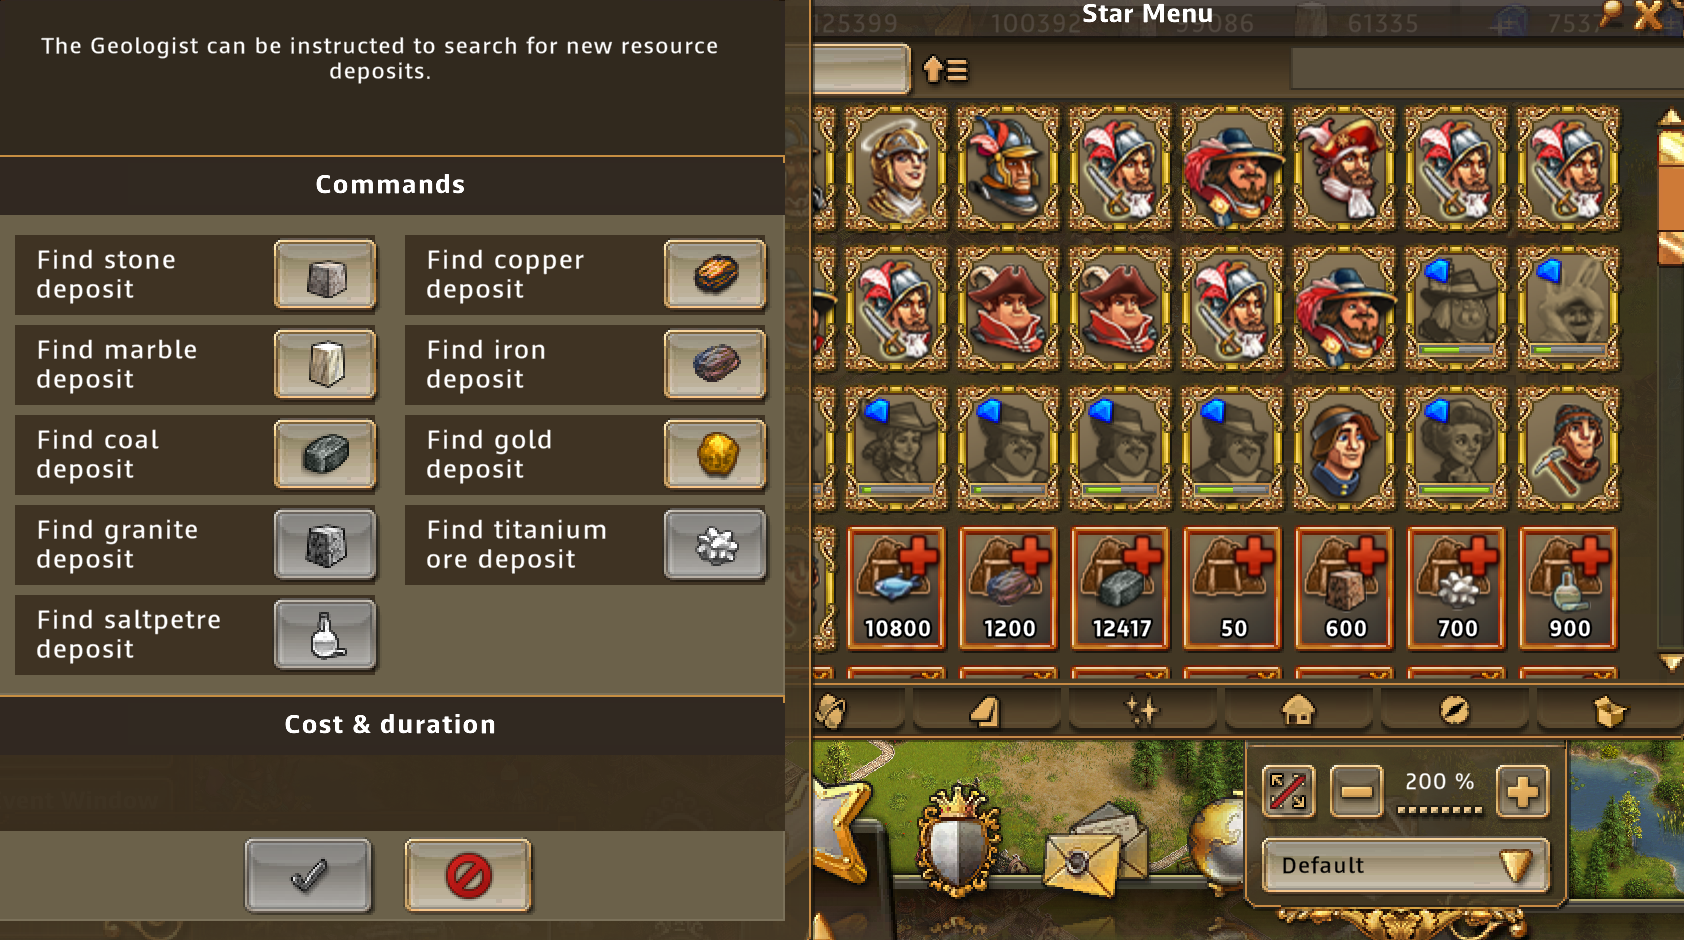 The Geologist can be instructed to search for new resource
deposits.
Commands
Find stone
deposit
Find copper
deposit
Find marble
deposit
Find iron
deposit
Find coal
deposit
Find gold
deposit
Find granite
deposit
Find titanium
ore deposit
Find saltpetre
deposit
Cost & duration
125399
100392
99086
61335
Star Menu
10800
1200
12417
50
600
700
900
200 %
Default